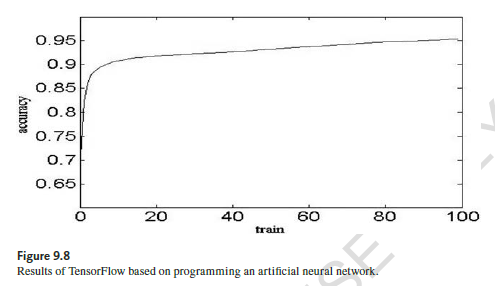 0.95
0.9
0.85
0.8
0.75
0.7
0.65
accuracy
0 20 40 60 80 100
train
Figure 9.8
Results of TensorFlow based on programming an artificial neural network.